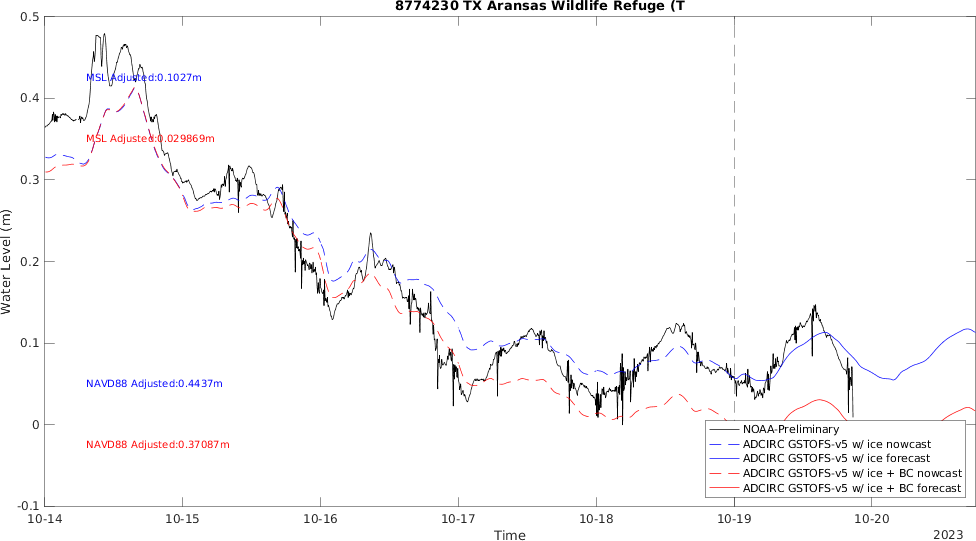 8774230 TX Aransas Wildlife Refuge (T
0.5
0.4
0.3
0.2
0.1
0
-0.1
Water Level (m)
MSL Adjusted:0.1027m
MSL Adjusted:0.029869m
NAVD88 Adjusted:0.4437m
NAVD88 Adjusted:0.37087m
NOAA-Preliminary
ADCIRC GSTOFS-v5 w/ ice nowcast
ADCIRC GSTOFS-v5 w/ ice forecast
ADCIRC GSTOFS-v5 w/ ice + BC nowcast
ADCIRC GSTOFS-v5 w/ ice + BC forecast
10-14 10-15 10-16 10-17 10-18 10-19 10-20
Time
2023